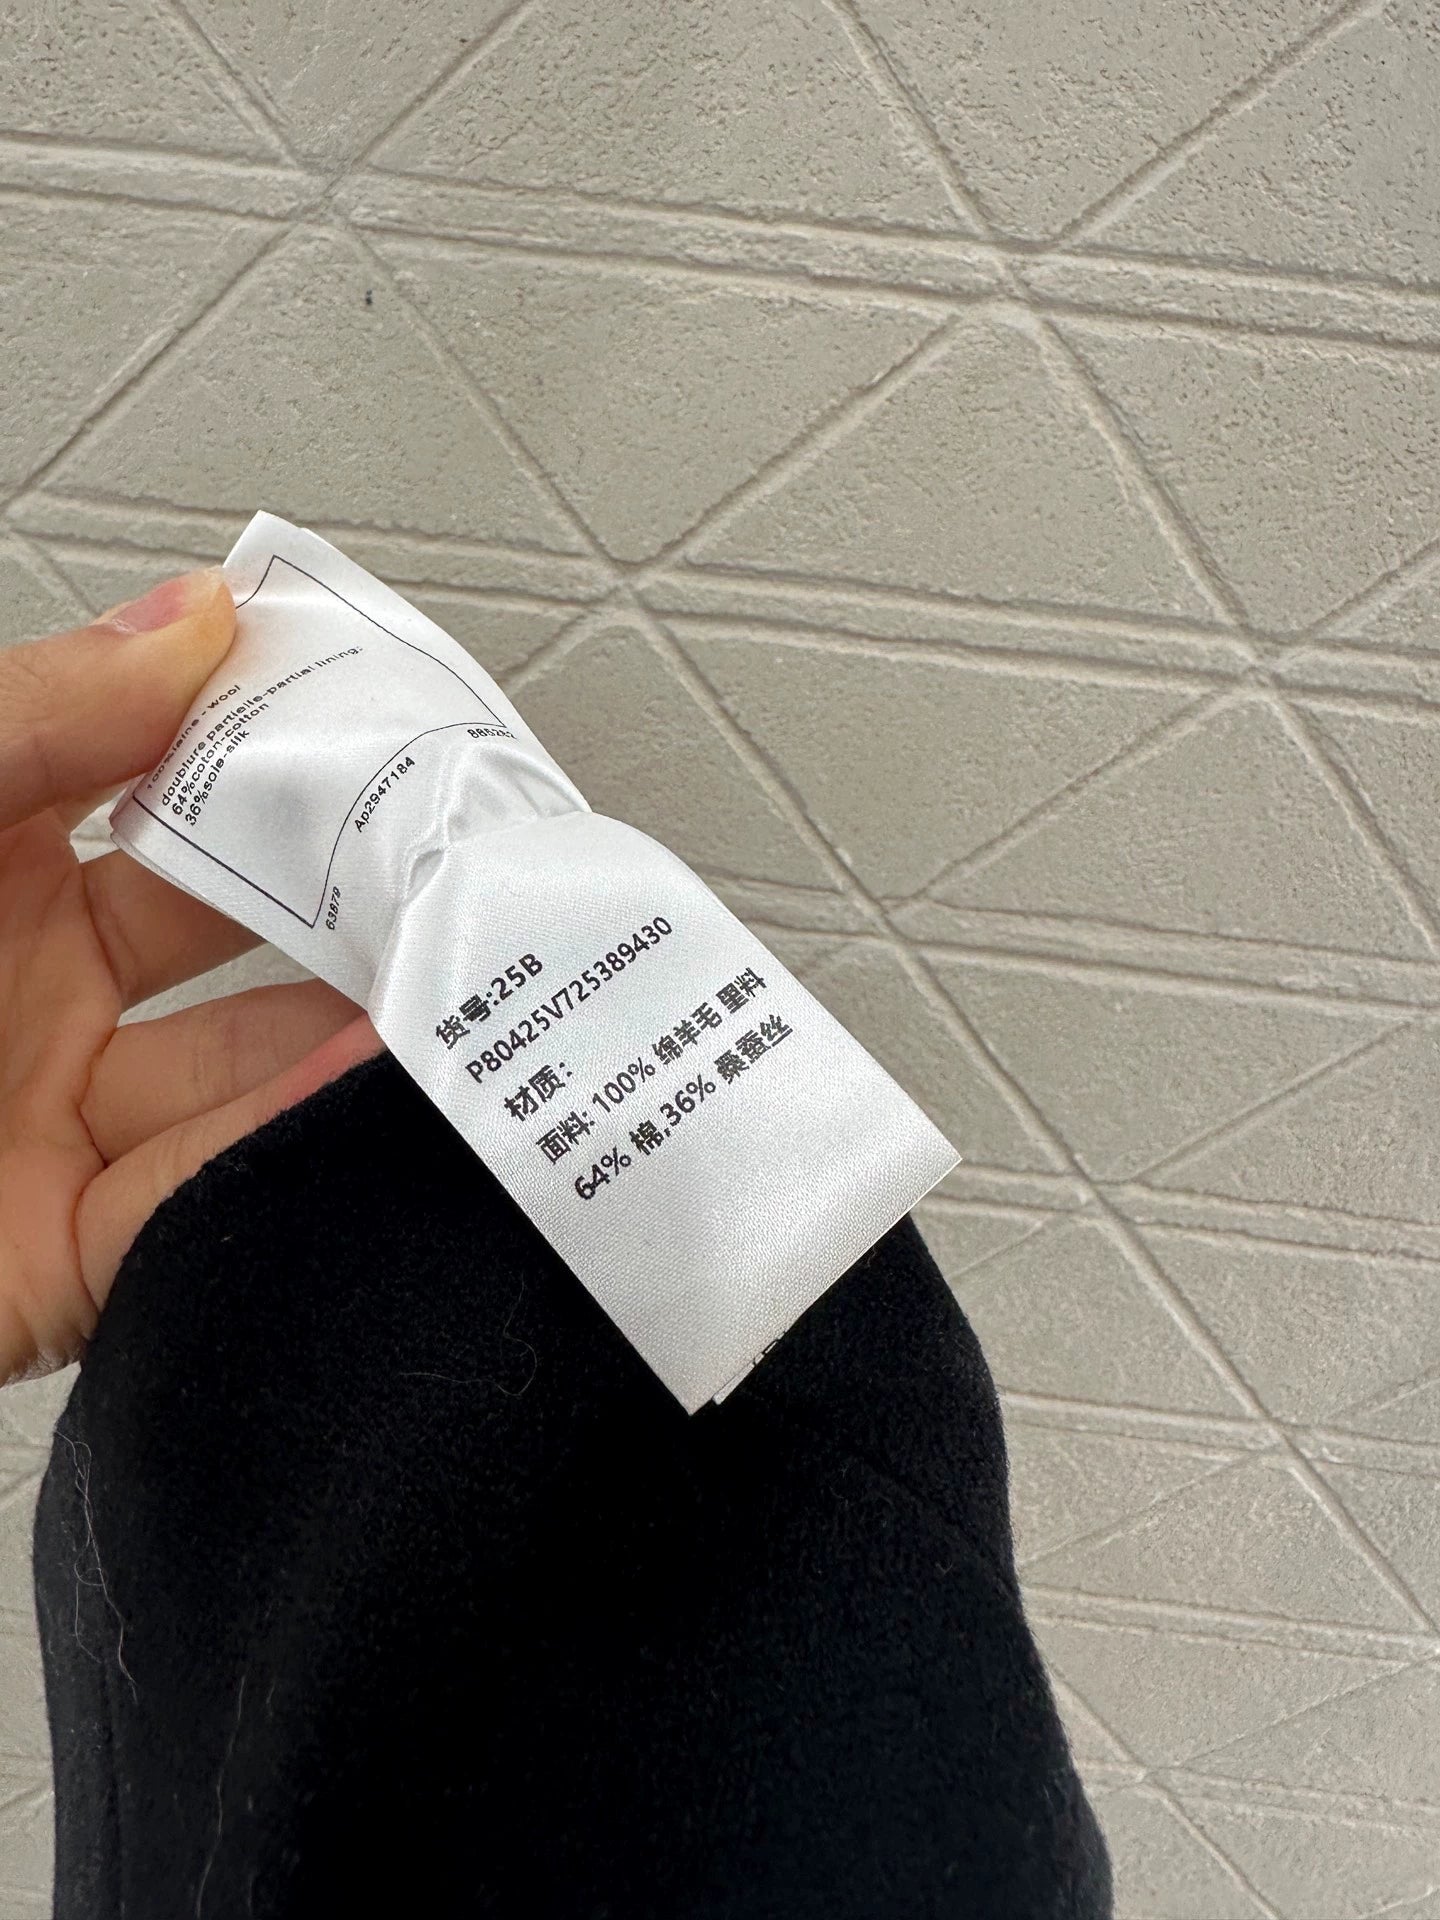 100%laine - wool
doublure partielle-partial lining:
64%coton-cotton
36%soie-silk
63879
Ap2947184
货号:25B
P80425V725389430
材质:
面料: 100% 绵羊毛 里料
64% 棉,36% 桑蚕丝